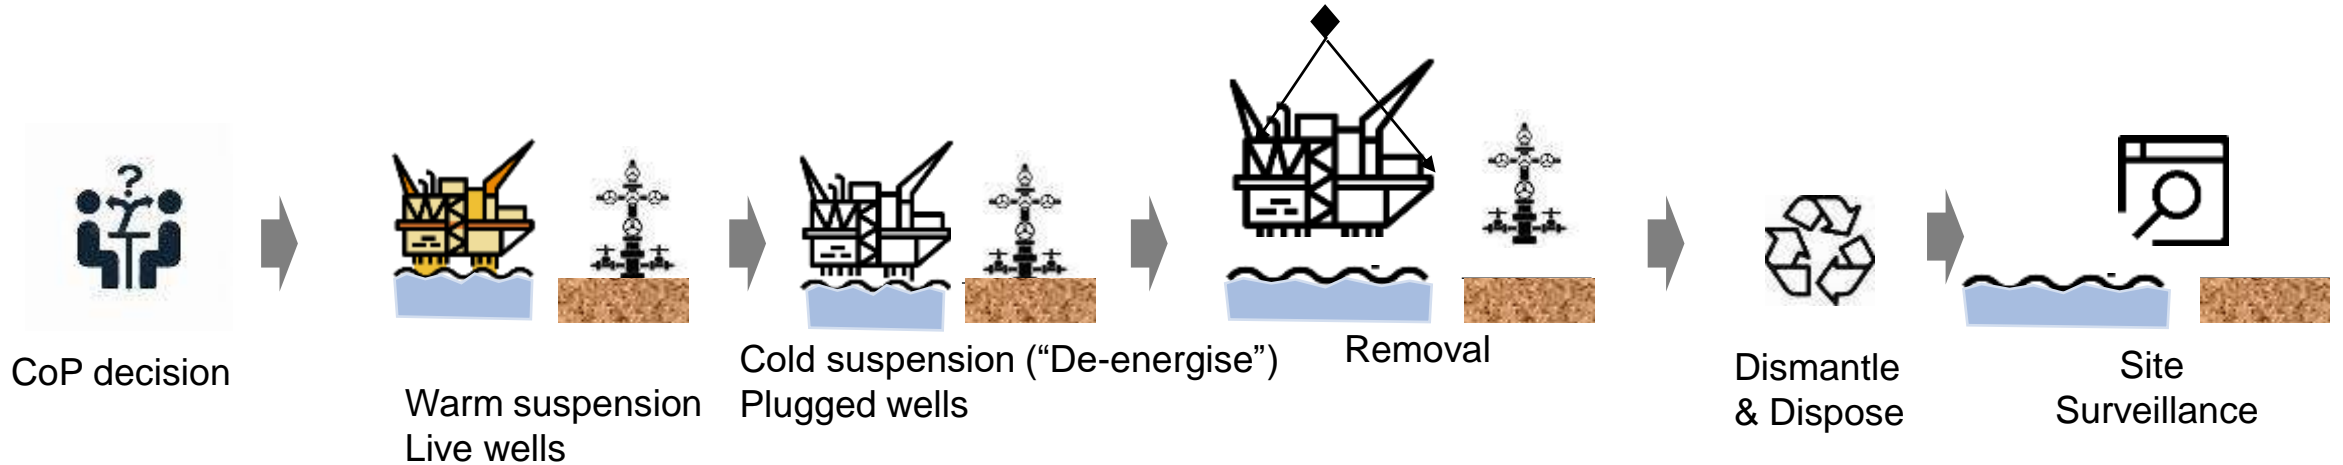 CoP decision
Warm suspension
Live wells
Cold suspension (“De-energise”)
Plugged wells
Removal
Dismantle
& Dispose
Site
Surveillance